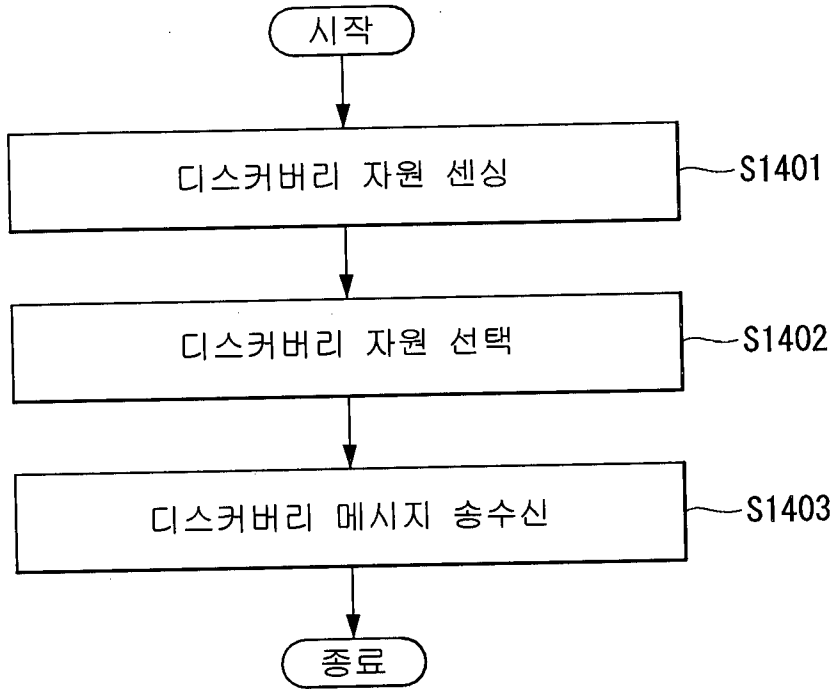 시작
디스커버리 자원 센싱
S1401
디스커버리 자원 선택
S1402
디스커버리 메시지 송수신
S1403
종료